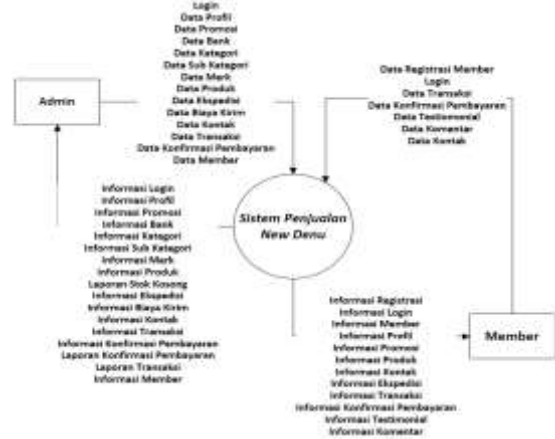 Login
Data Profil
Data Promosi
Data Bank
Data Kategori
Data Sub Kategori
Data Merk
Data Produk
Data Ekspedisi
Data Biaya Kirim
Data Kontak
Data Transaksi
Data Konfirmasi Pembayaran
Data Member
Admin
Data Registrasi Member
Login
Data Transaksi
Data Konfirmasi Pembayaran
Data Testimonial
Data Komentar
Data Kontak
Sistem Penjualan
New Denu
Informasi Login
Informasi Profil
Informasi Promosi
Informasi Bank
Informasi Kategori
Informasi Sub Kategori
Informasi Merk
Informasi Produk
Laporan Stok Kosong
Informasi Ekspedisi
Informasi Biaya Kirim
Informasi Kontak
Informasi Transaksi
Informasi Konfirmasi Pembayaran
Laporan Konfirmasi Pembayaran
Laporan Transaksi
Informasi Member
Informasi Registrasi
Informasi Login
Informasi Member
Informasi Profil
Informasi Promosi
Informasi Produk
Informasi Kontak
Informasi Ekspedisi
Informasi Transaksi
Informasi Konfirmasi Pembayaran
Informasi Testimonial
Informasi Komentar
Member